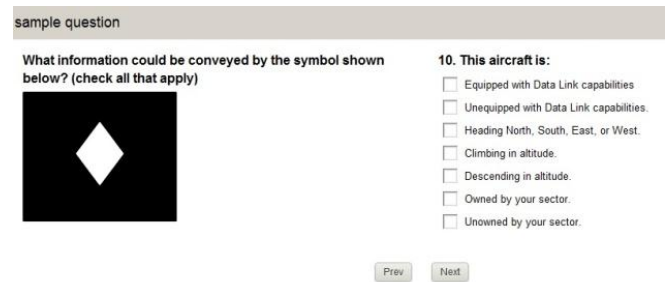 sample question
What information could be conveyed by the symbol shown
below? (check all that apply)
10. This aircraft is:
Equipped with Data Link capabilities
Unequipped with Data Link capabilities.
Heading North, South, East, or West.
Climbing in altitude.
Descending in altitude.
Owned by your sector.
Unowned by your sector.
Prev
Next